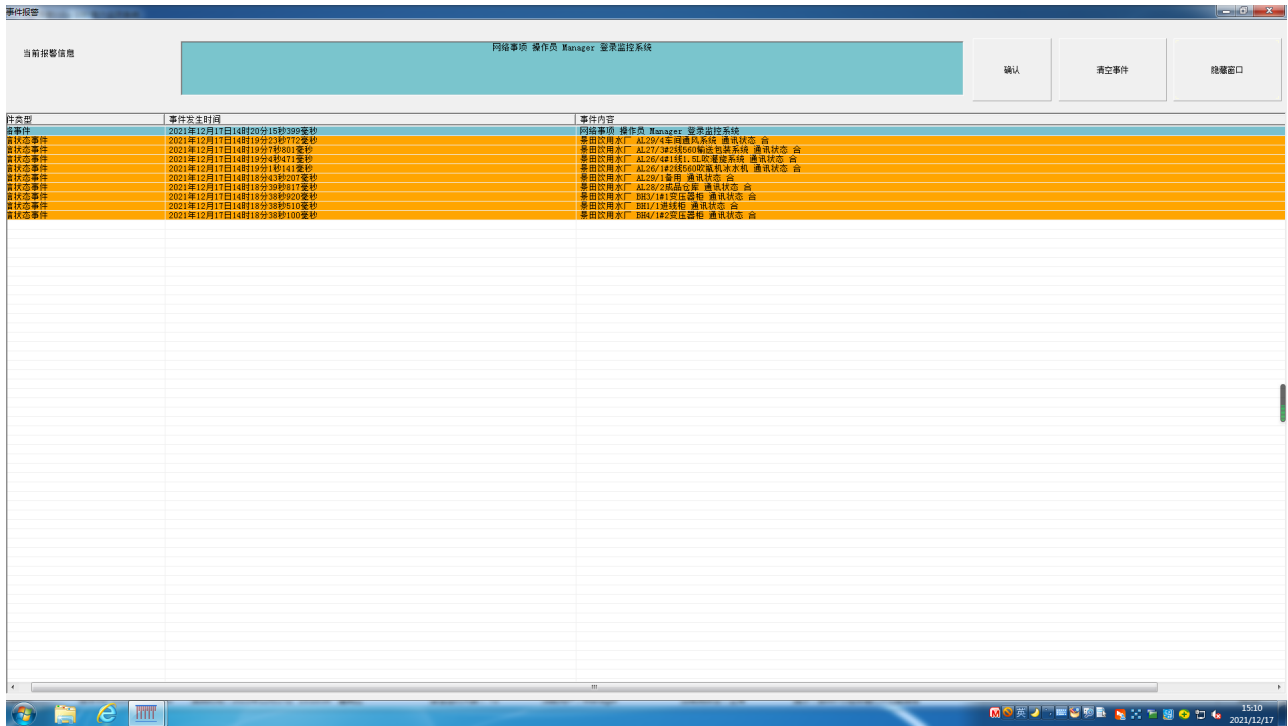 事件报警
当前报警信息
网络事项 操作员 Manager 登录监控系统
确认
清空事件
隐藏窗口
件类型 事件发生时间 事件内容
络事件 2021年12月17日14时20分15秒399毫秒 网络事项 操作员 Manager 登录监控系统
信状态事件 2021年12月17日14时19分23秒772毫秒 景田饮用水厂 AL29/4车间通风系统 通讯状态 合
信状态事件 2021年12月17日14时19分7秒801毫秒 景田饮用水厂 AL27/3#2线560输送包装系统 通讯状态 合
信状态事件 2021年12月17日14时19分4秒471毫秒 景田饮用水厂 AL26/4#1线1.5L吹灌旋系统 通讯状态 合
信状态事件 2021年12月17日14时19分1秒141毫秒 景田饮用水厂 AL26/1#2线560吹瓶机冰水机 通讯状态 合
信状态事件 2021年12月17日14时18分43秒207毫秒 景田饮用水厂 AL29/1备用 通讯状态 合
信状态事件 2021年12月17日14时18分39秒817毫秒 景田饮用水厂 AL28/2成品仓库 通讯状态 合
信状态事件 2021年12月17日14时18分38秒920毫秒 景田饮用水厂 BH3/1#1变压器柜 通讯状态 合
信状态事件 2021年12月17日14时18分38秒510毫秒 景田饮用水厂 BH1/1进线柜 通讯状态 合
信状态事件 2021年12月17日14时18分38秒100毫秒 景田饮用水厂 BH4/1#2变压器柜 通讯状态 合
英
15:10
2021/12/17